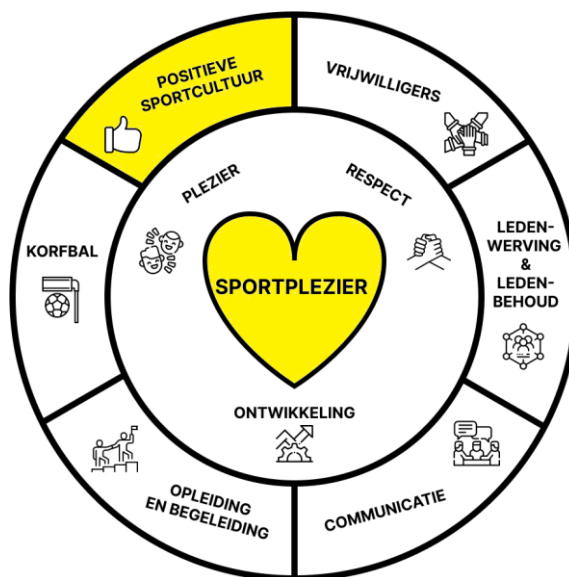 POSITIEVE
SPORTCULTUUR
VRIJWILLIGERS
LEDEN-
WERVING
&
LEDEN-
BEHOUD
COMMUNICATIE
OPLEIDING
EN BEGELEIDING
KORFBAL
PLEZIER
RESPECT
ONTWIKKELING
SPORTPLEZIER